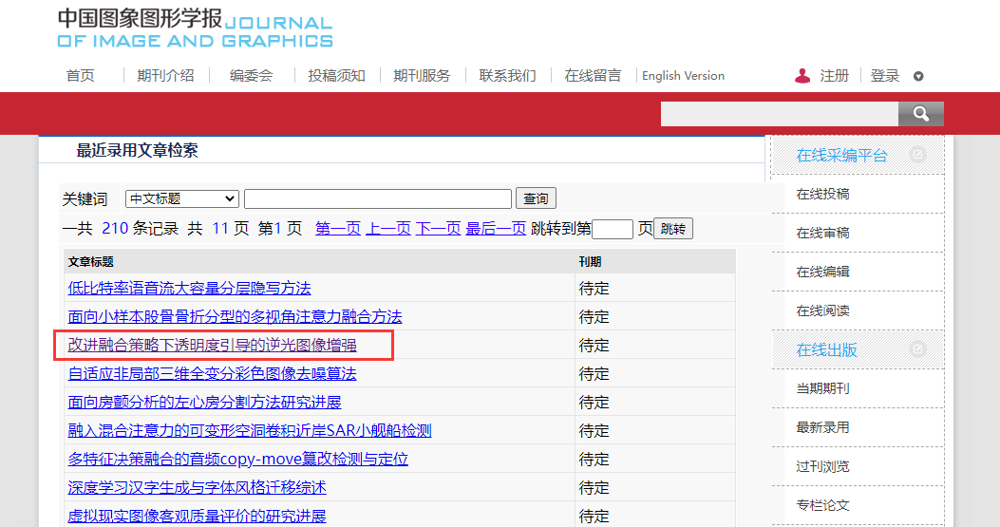 中国图象图形学报 JOURNAL
OF IMAGE AND GRAPHICS
首页 期刊介绍 编委会 投稿须知 期刊服务 联系我们 在线留言 English Version 注册 登录
最近录用文章检索
关键词 中文标题 查询
一共 210 条记录 共 11 页 第1 页 第一页 上一页 下一页 最后一页 跳转到第 页 跳转
文章标题 刊期
低比特率语音流大容量分层隐写方法 待定
面向小样本股骨骨折分型的多视角注意力融合方法 待定
改进融合策略下透明度引导的逆光图像增强 待定
自适应非局部三维全变分彩色图像去噪算法 待定
面向房颤分析的左心房分割方法研究进展 待定
融入混合注意力的可变形空洞卷积近岸SAR小舰船检测 待定
多特征决策融合的音频copy-move篡改检测与定位 待定
深度学习汉字生成与字体风格迁移综述 待定
虚拟现实图像客观质量评价的研究进展 待定
在线采编平台
在线投稿
在线审稿
在线编辑
在线阅读
在线出版
当期期刊
最新录用
过刊浏览
专栏论文